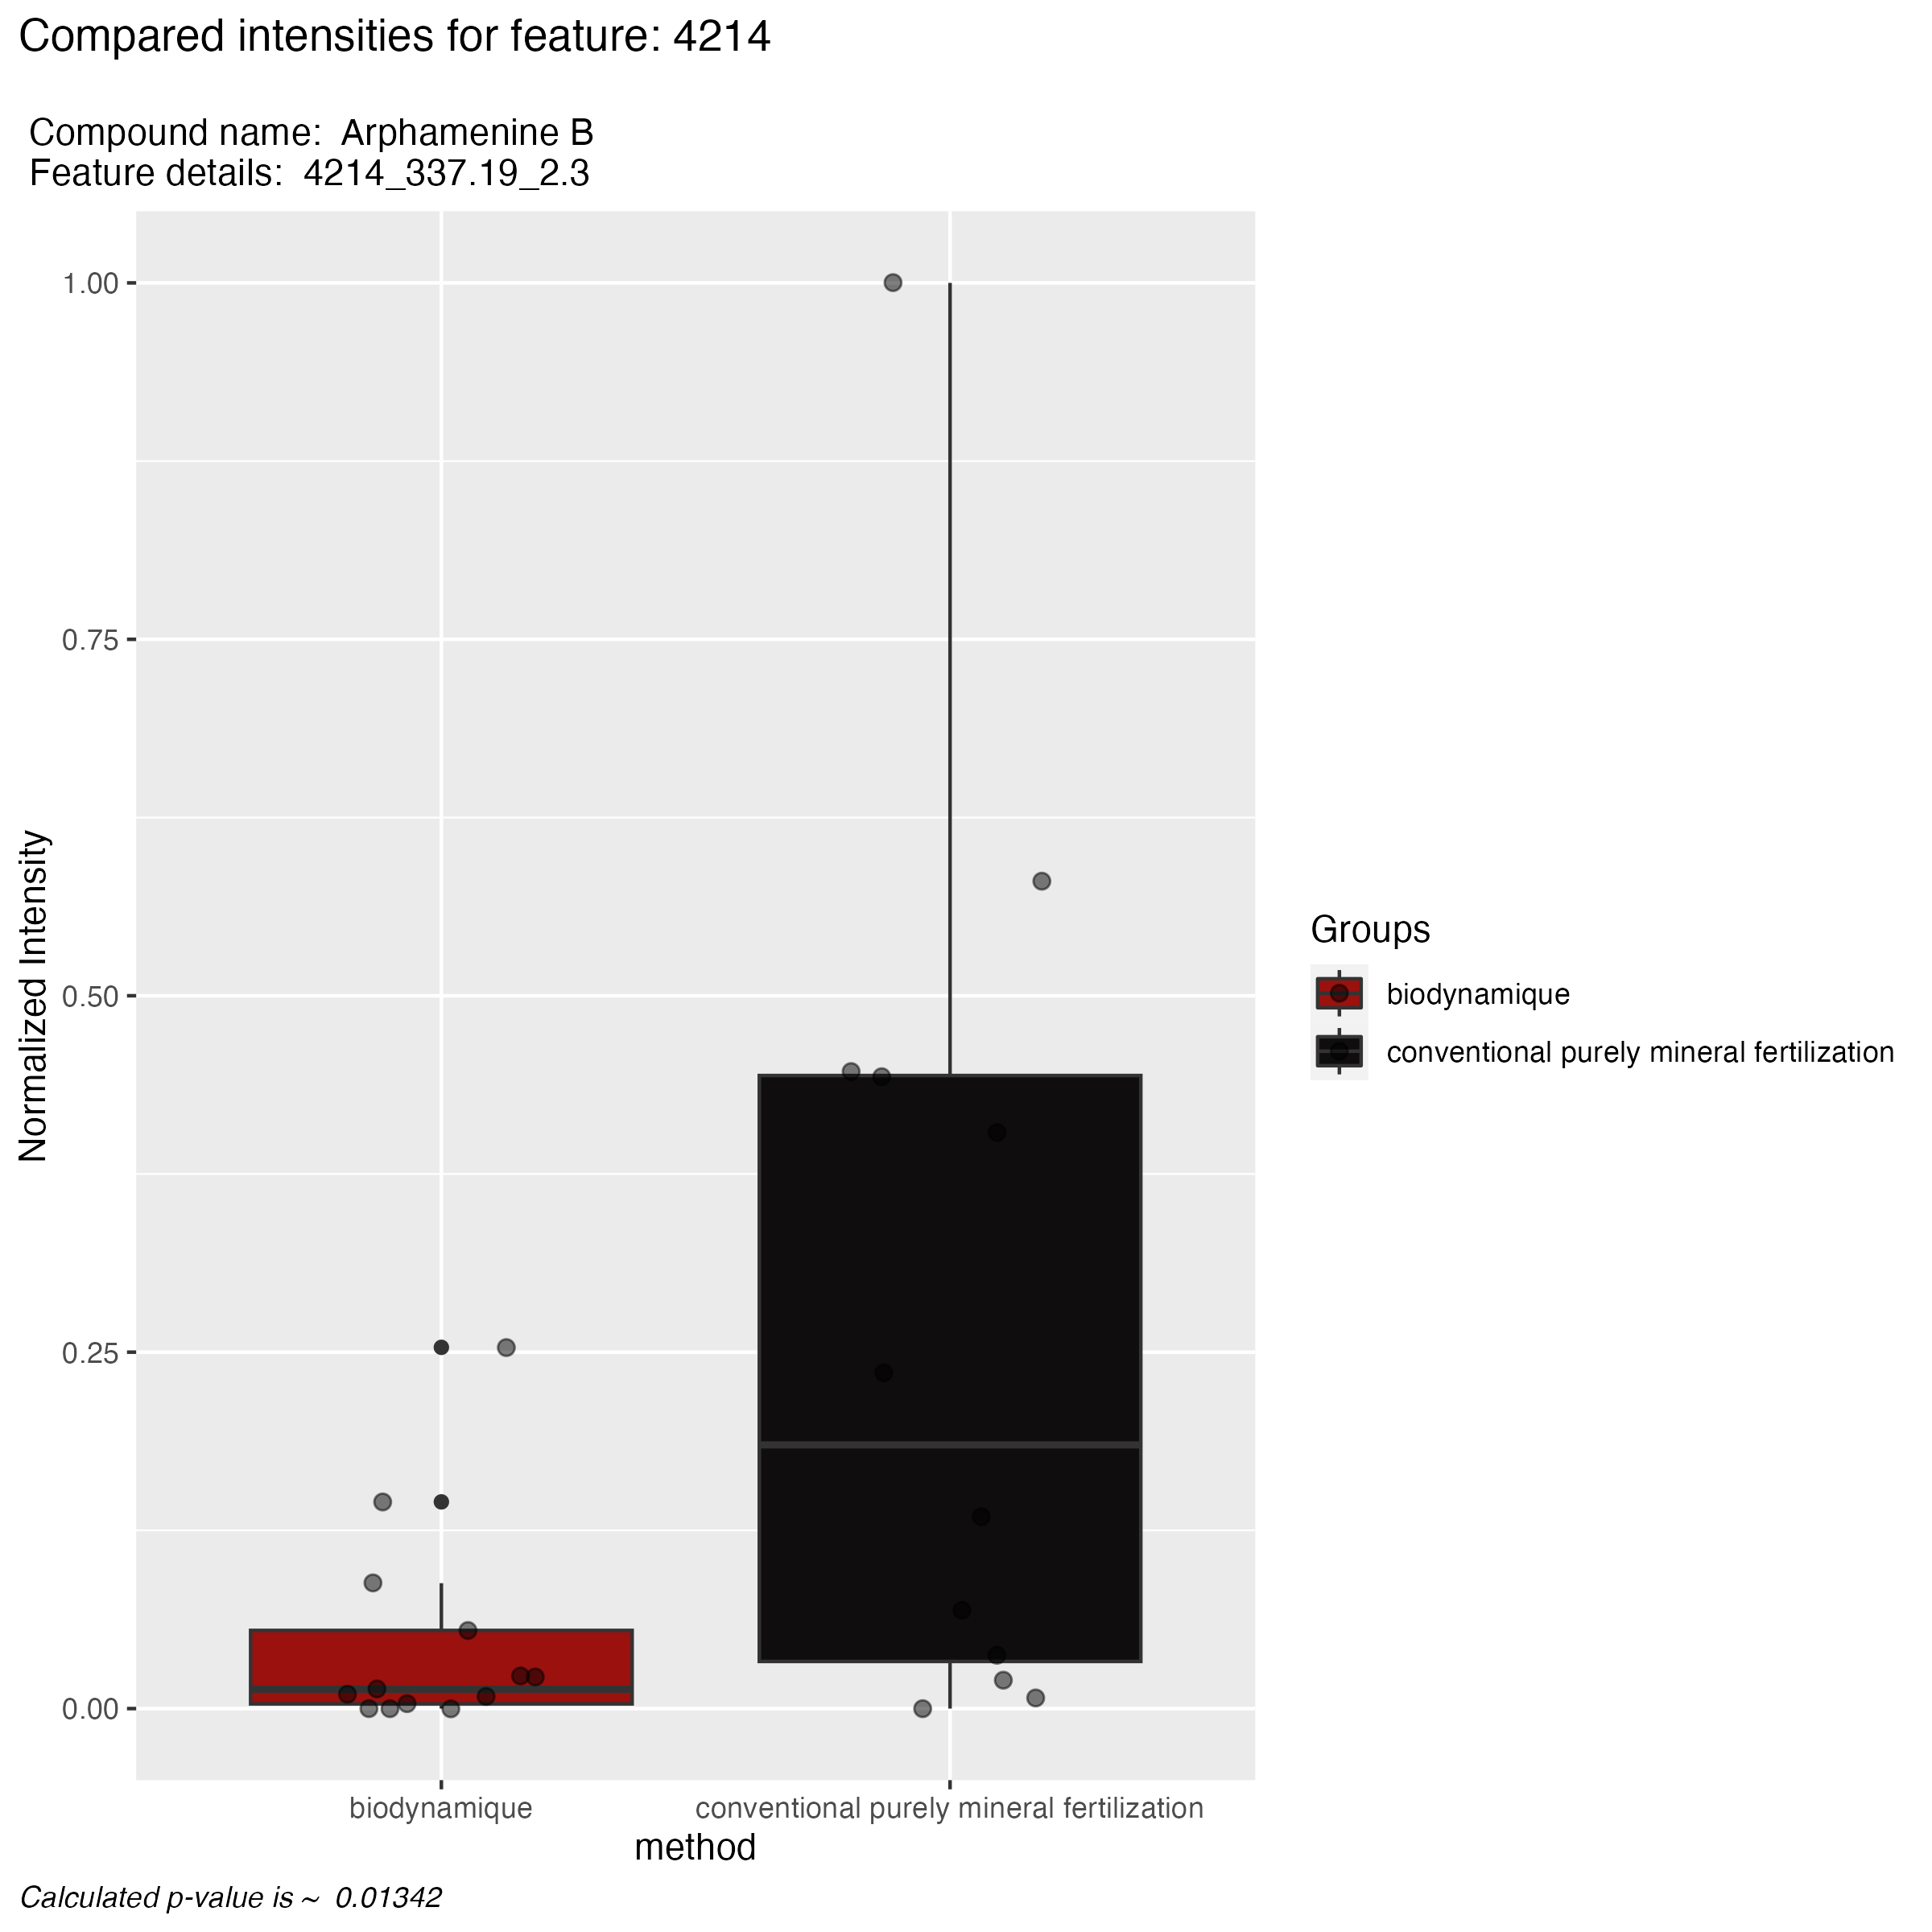 Compared intensities for feature: 4214
Compound name:  Arphamenine B
Feature details:  4214_337.19_2.3
Normalized Intensity
1.00
0.75
0.50
0.25
0.00
biodynamique
conventional purely mineral fertilization
method
Groups
biodynamique
conventional purely mineral fertilization
Calculated p-value is ~  0.01342